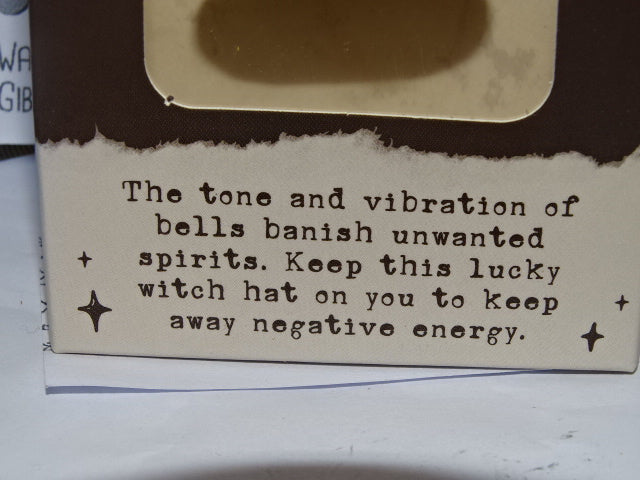 The tone and vibration of
bells banish unwanted
spirits. Keep this lucky
witch hat on you to keep
away negative energy.